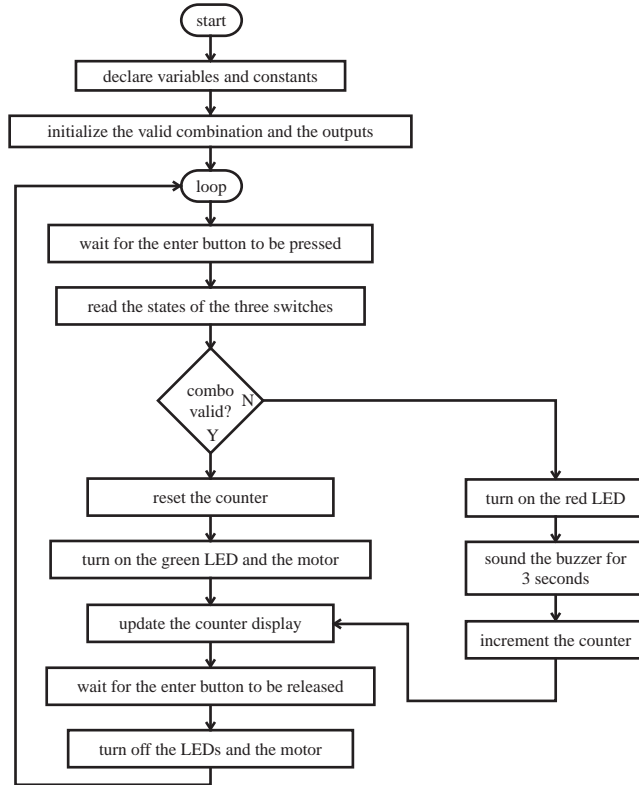 start
declare variables and constants
initialize the valid combination and the outputs
loop
wait for the enter button to be pressed
read the states of the three switches
combo
valid?
N
Y
reset the counter
turn on the green LED and the motor
update the counter display
wait for the enter button to be released
turn off the LEDs and the motor
turn on the red LED
sound the buzzer for
3 seconds
increment the counter